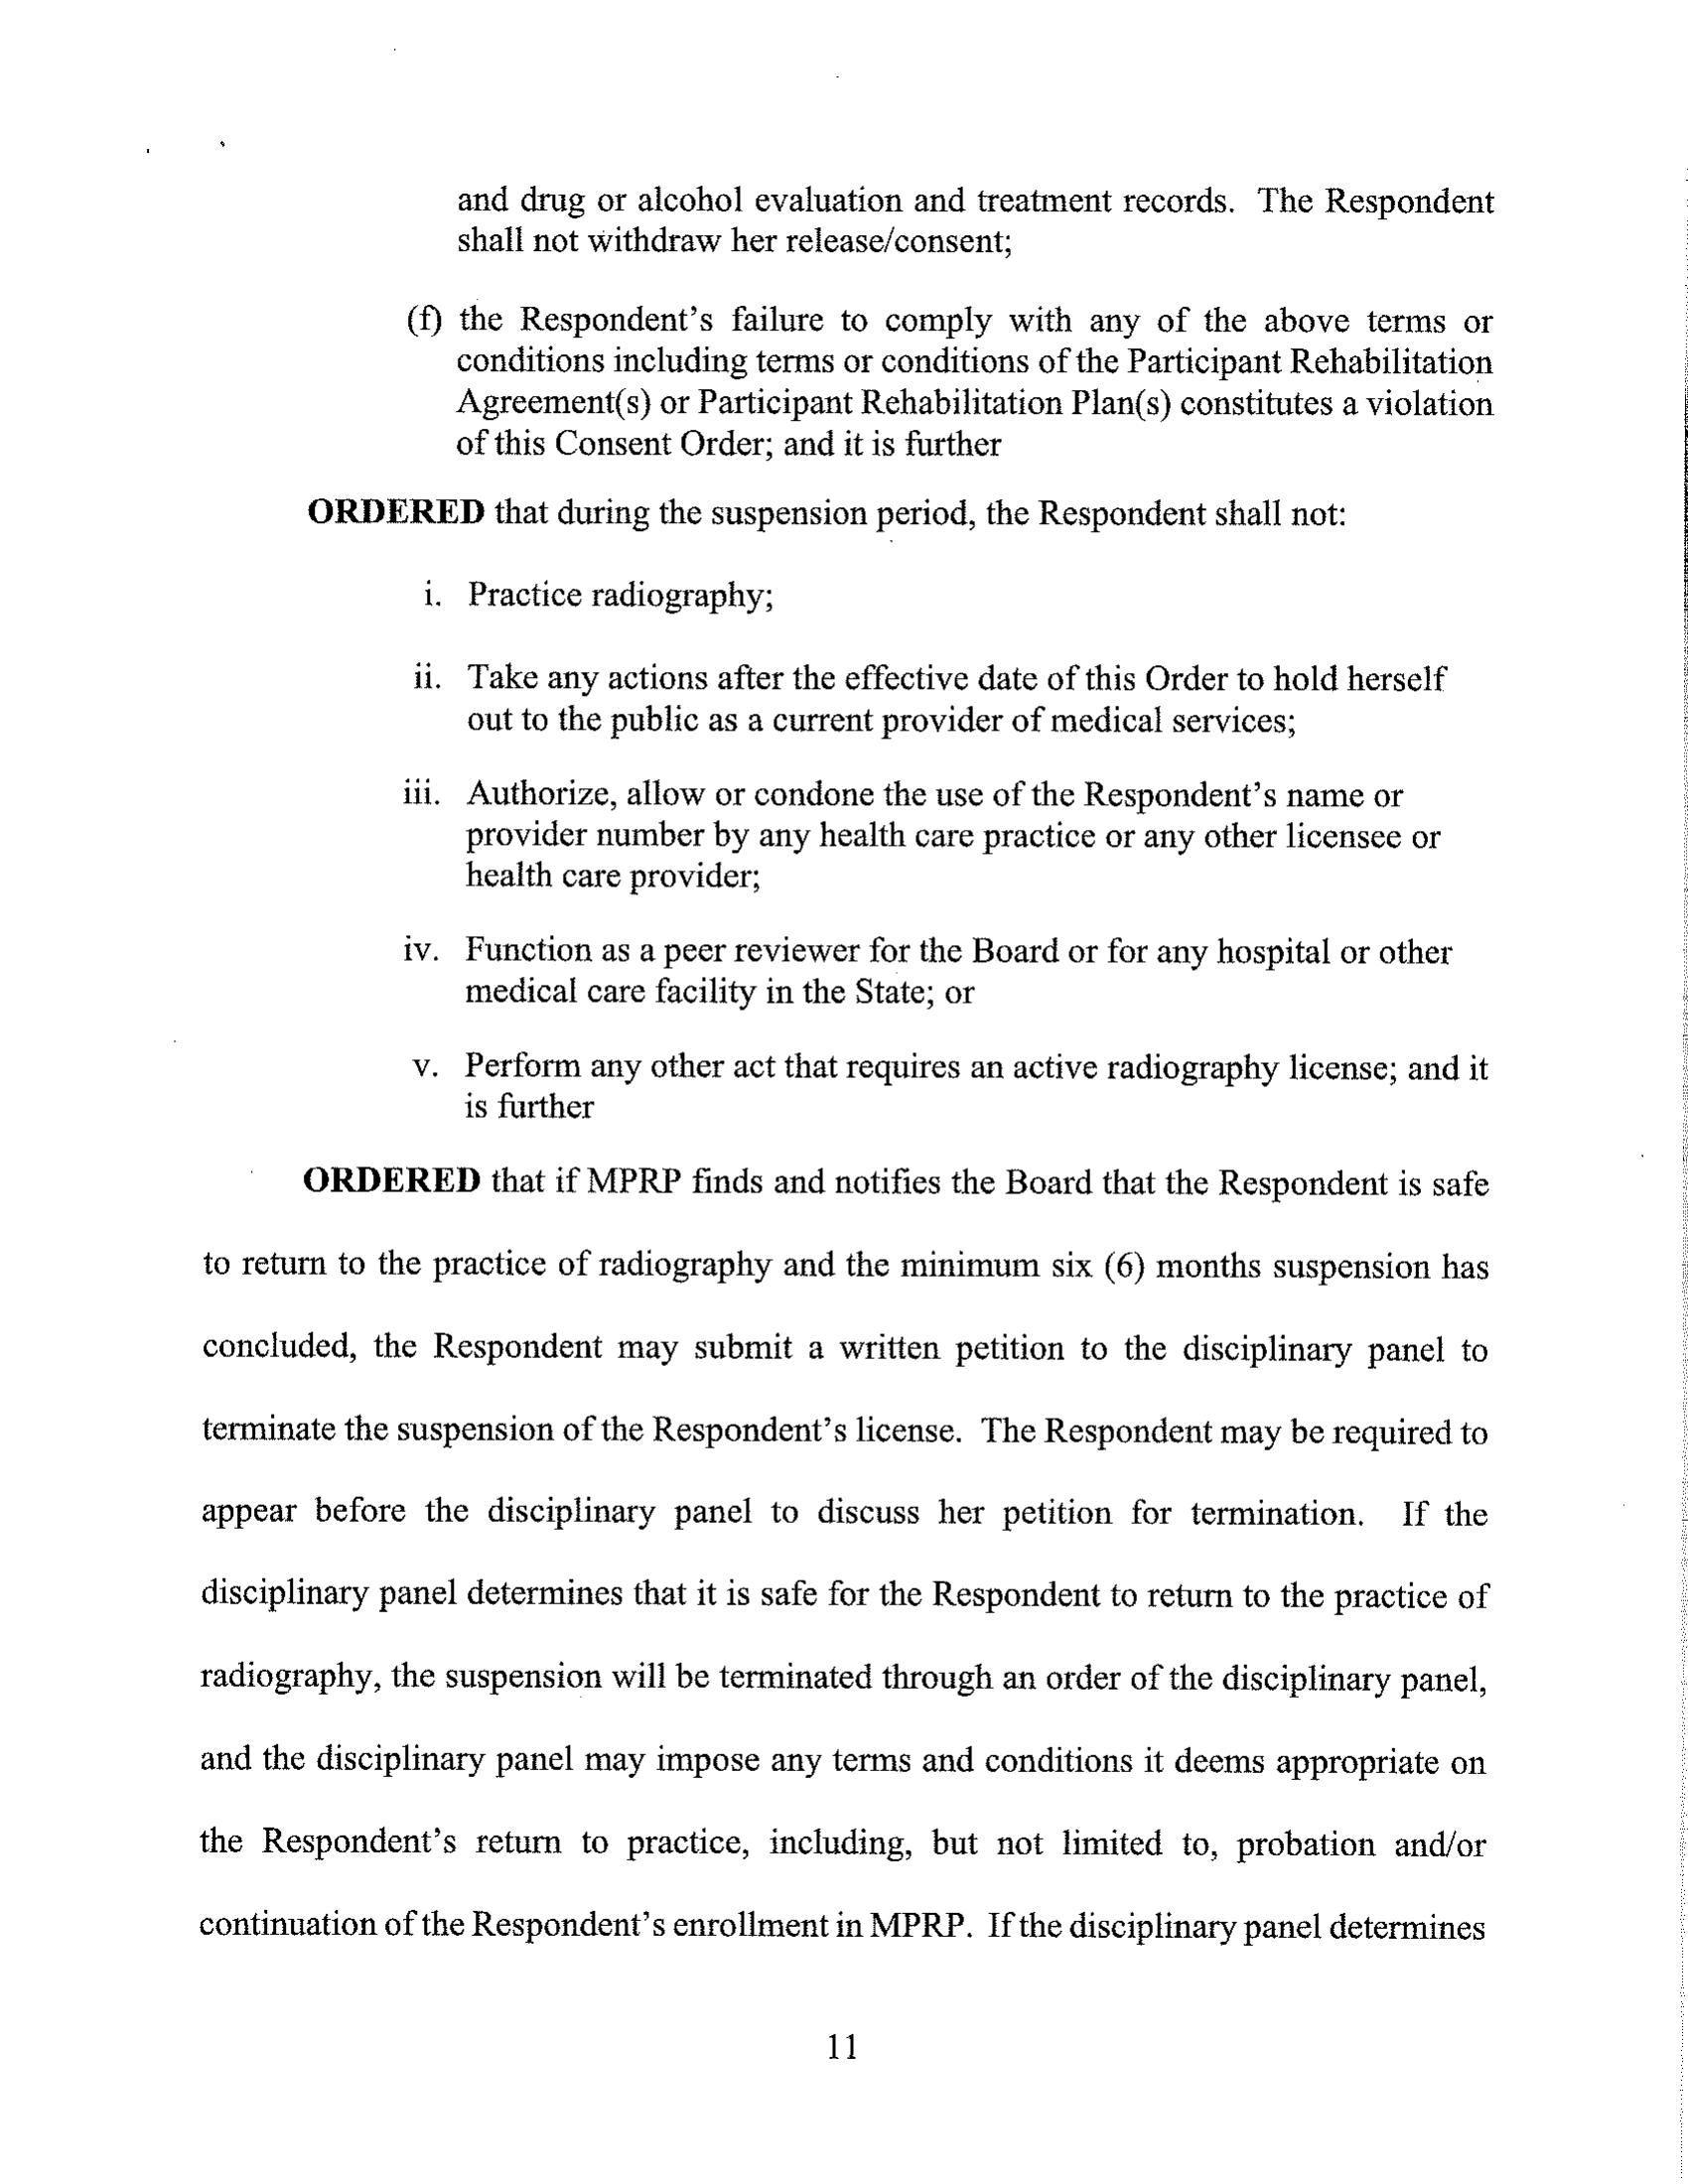 and drug or alcohol evaluation and treatment records. The Respondent
shall not withdraw her release/consent;
(f) the Respondent's failure to comply with any of the above terms or
conditions including terms or conditions of the Participant Rehabilitation
Agreement(s) or Participant Rehabilitation Plan(s) constitutes a violation
of this Consent Order; and it is further
ORDERED that during the suspension period, the Respondent shall not:
i. Practice radiography;
ii. Take any actions after the effective date of this Order to hold herself
out to the public as a current provider of medical services;
iii. Authorize, allow or condone the use of the Respondent's name or
provider number by any health care practice or any other licensee or
health care provider;
iv. Function as a peer reviewer for the Board or for any hospital or other
medical care facility in the State; or
v. Perform any other act that requires an active radiography license; and it
is further
ORDERED that if MPRP finds and notifies the Board that the Respondent is safe
to return to the practice of radiography and the minimum six (6) months suspension has
concluded, the Respondent may submit a written petition to the disciplinary panel to
terminate the suspension of the Respondent's license. The Respondent may be required to
appear before the disciplinary panel to discuss her petition for termination. If the
disciplinary panel determines that it is safe for the Respondent to return to the practice of
radiography, the suspension will be terminated through an order of the disciplinary panel,
and the disciplinary panel may impose any terms and conditions it deems appropriate on
the Respondent's return to practice, including, but not limited to, probation and/or
continuation of the Respondent's enrollment in MPRP. If the disciplinary panel determines
11